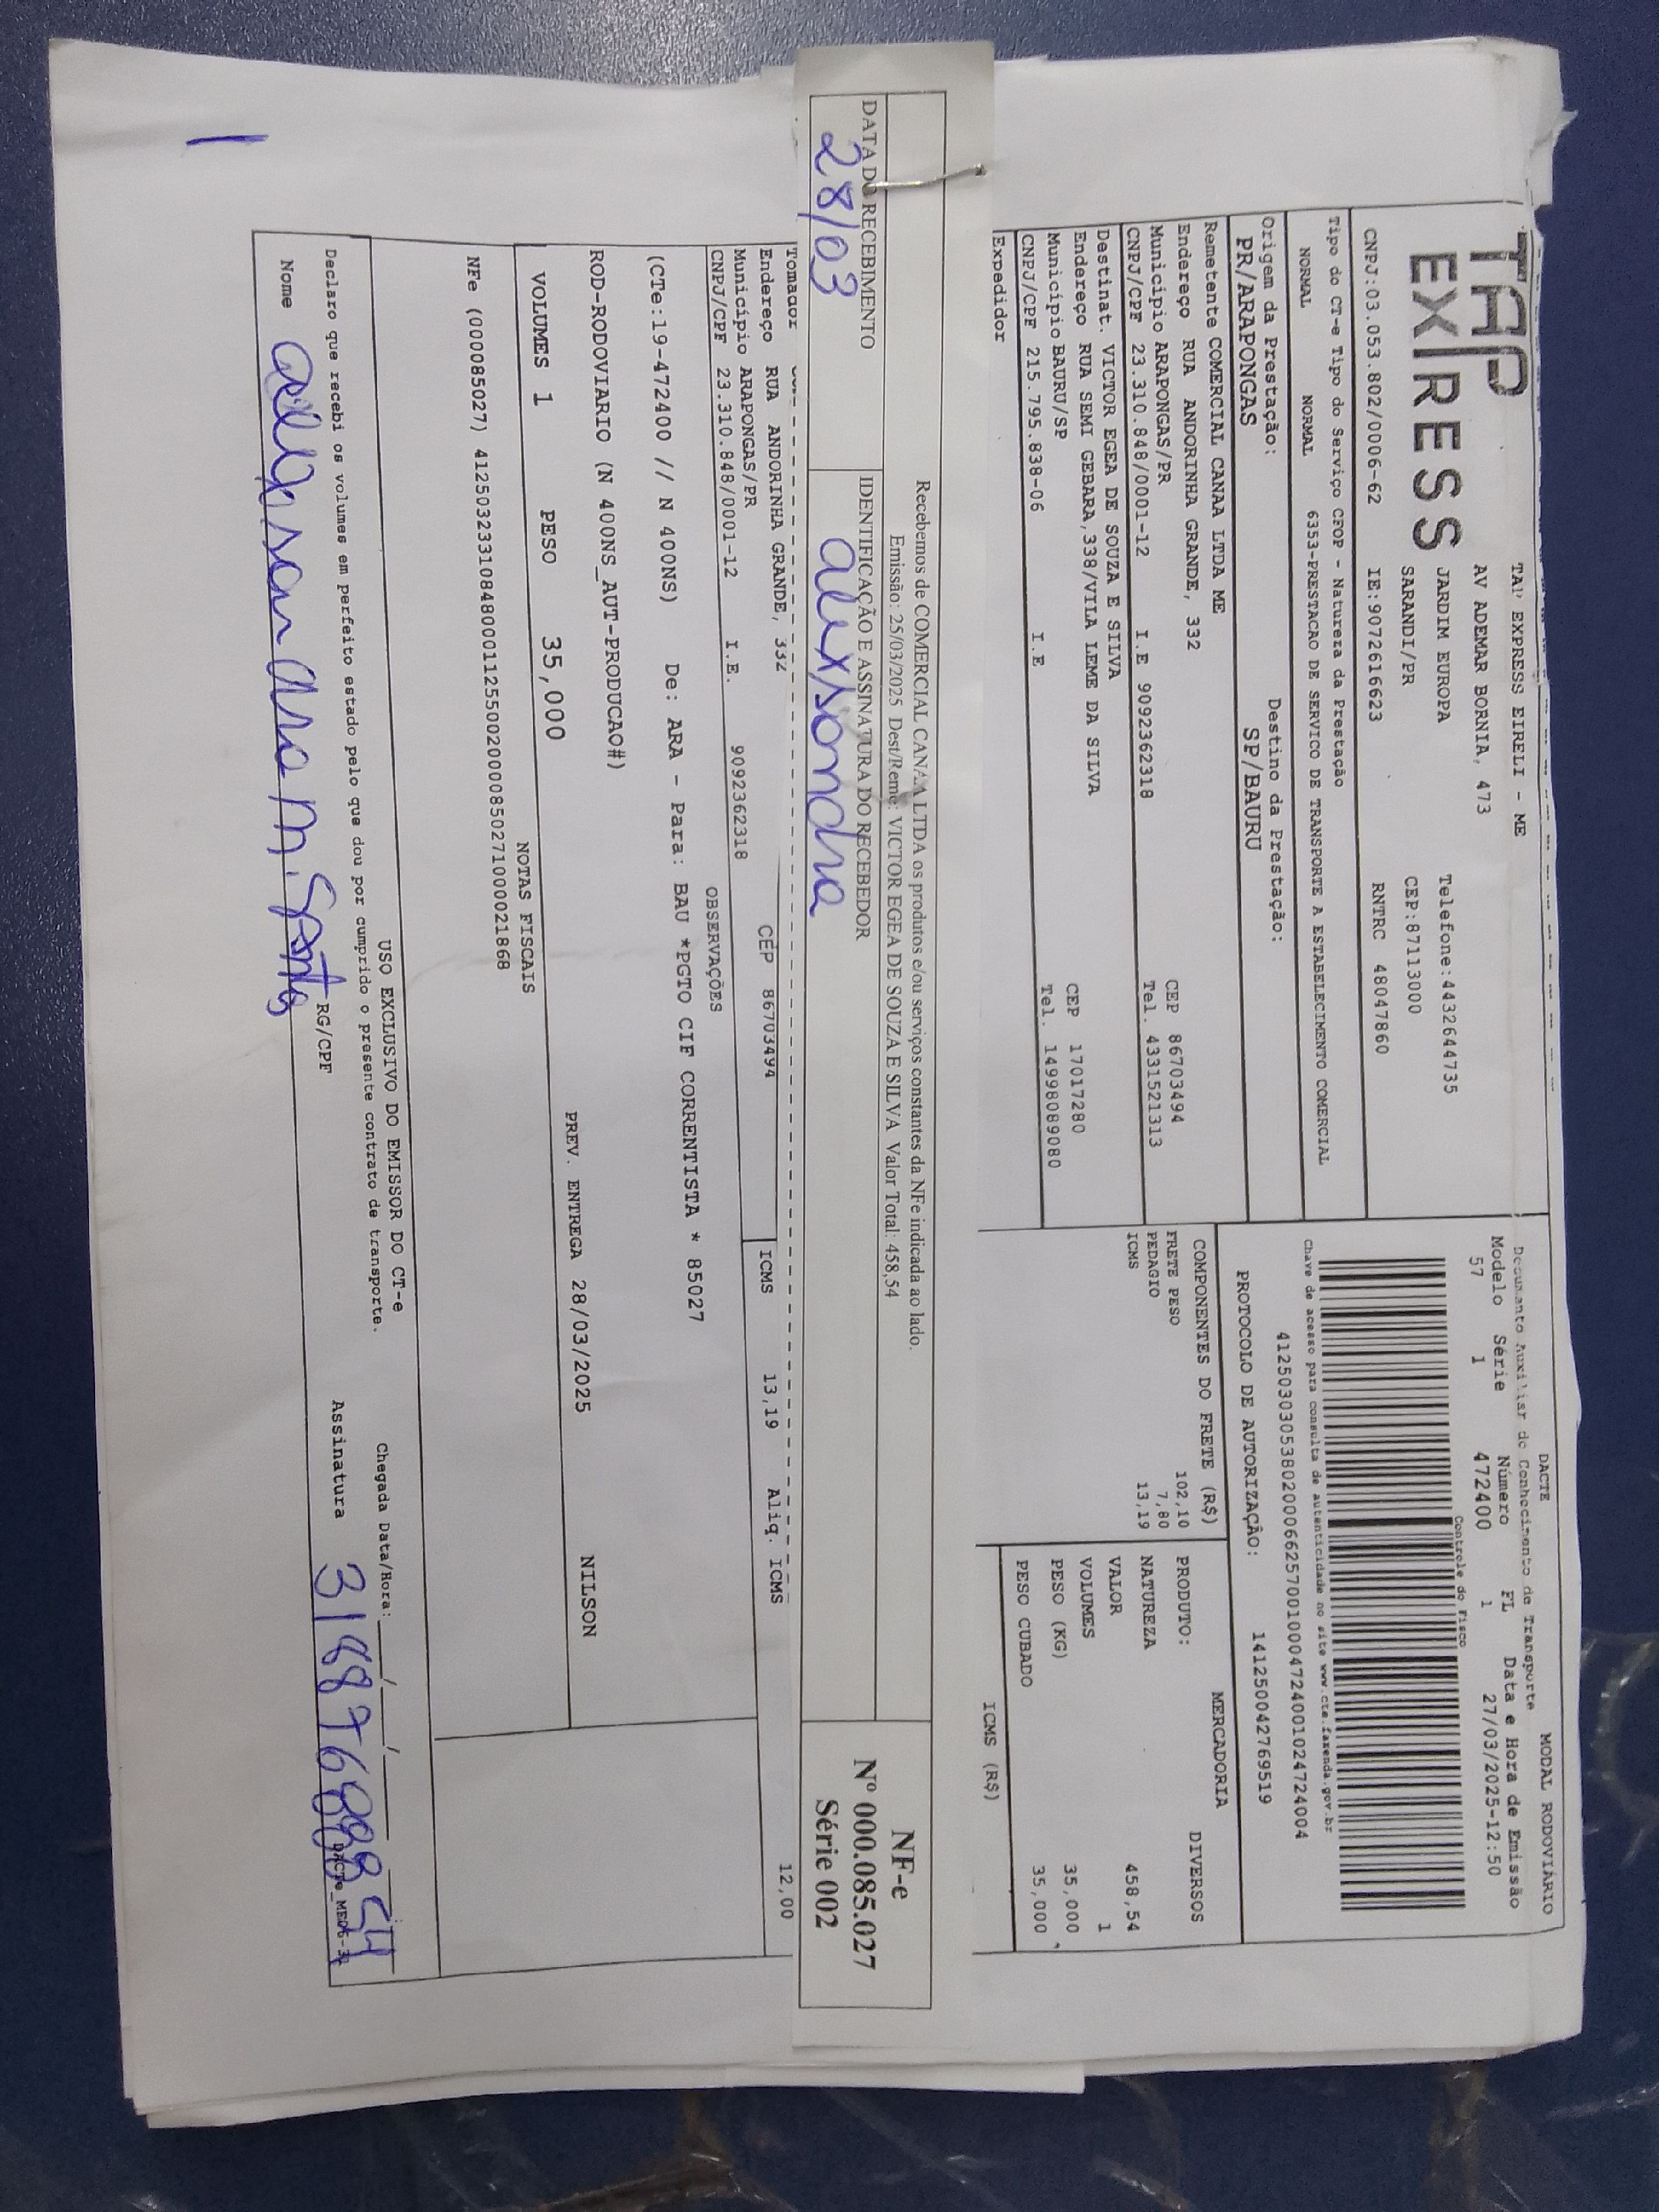 TAP EXPRESS
TAP EXPRESS EIRELI - ME
AV ADEMAR BORNIA, 473
JARDIM EUROPA Telefone:4432644735
SARANDI/PR CEP:87113000
CNPJ:03.053.802/0006-62 IE:9072616623 RNTRC 48047860
DACTE MODAL RODOVIÁRIO
Documento Auxiliar de Conhecimento de Transporte
Modelo Série Número FL Data e Hora de Emissão
57 1 472400 1 27/03/2025-12:50
Controle do Fisco
Tipo do CT-e Tipo do Serviço CFOP - Natureza da Prestação
NORMAL NORMAL 6353-PRESTACAO DE SERVICO DE TRANSPORTE A ESTABELECIMENTO COMERCIAL
Chave de acesso para consulta de autenticidade no site www.cte.fazenda.gov.br
41250303053802000662570010004724001024724004
Origem da Prestação: Destino da Prestação:
PR/ARAPONGAS SP/BAURU
PROTOCOLO DE AUTORIZAÇÃO: 141250042769519
Remetente COMERCIAL CANAA LTDA ME
Endereço RUA ANDORINHA GRANDE, 332 CEP 86703494
Município ARAPONGAS/PR Tel. 4331521313
CNPJ/CPF 23.310.848/0001-12 I.E 9092362318
Destinat. VICTOR EGEA DE SOUZA E SILVA
Endereço RUA SEMI GEBARA,338/VILA LEME DA SILVA CEP 17017280
Município BAURU/SP Tel. 14998089080
CNPJ/CPF 215.795.838-06 I.E
Expedidor
COMPONENTES DO FRETE (R$)
FRETE PESO 102,10
PEDAGIO 7,80
ICMS 13,19
MERCADORIA
PRODUTO: DIVERSOS
NATUREZA
VALOR 458,54
VOLUMES 1
PESO (KG) 35,000
PESO CUBADO 35,000
ICMS (R$)
Recebemos de COMERCIAL CANAA LTDA os produtos e/ou serviços constantes da NFe indicada ao lado.
Emissão: 25/03/2025 Dest/Reme: VICTOR EGEA DE SOUZA E SILVA Valor Total: 458,54
DATA DO RECEBIMENTO IDENTIFICAÇÃO E ASSINATURA DO RECEBEDOR
28/03 alexsondra
NF-e
Nº 000.085.027
Série 002
Tomador
Endereço RUA ANDORINHA GRANDE, 332 CEP 86703494
Município ARAPONGAS/PR
CNPJ/CPF 23.310.848/0001-12 I.E. 9092362318
ICMS 13,19 Aliq. ICMS 12,00
OBSERVAÇÕES
(CTe:19-472400 // N 400NS) De: ARA - Para: BAU *PGTO CIF CORRENTISTA * 85027
ROD-RODOVIARIO (N 400NS_AUT-PRODUCAO#)
PREV. ENTREGA 28/03/2025 NILSON
VOLUMES 1 PESO 35,000
NOTAS FISCAIS
NFe (000085027) 41250323310848000112550020000850271000021868
USO EXCLUSIVO DO EMISSOR DO CT-e
Chegada Data/Hora: / /
Declaro que recebi os volumes em perfeito estado pelo que dou por cumprido o presente contrato de transporte.
Nome M. Santos RG/CPF Assinatura